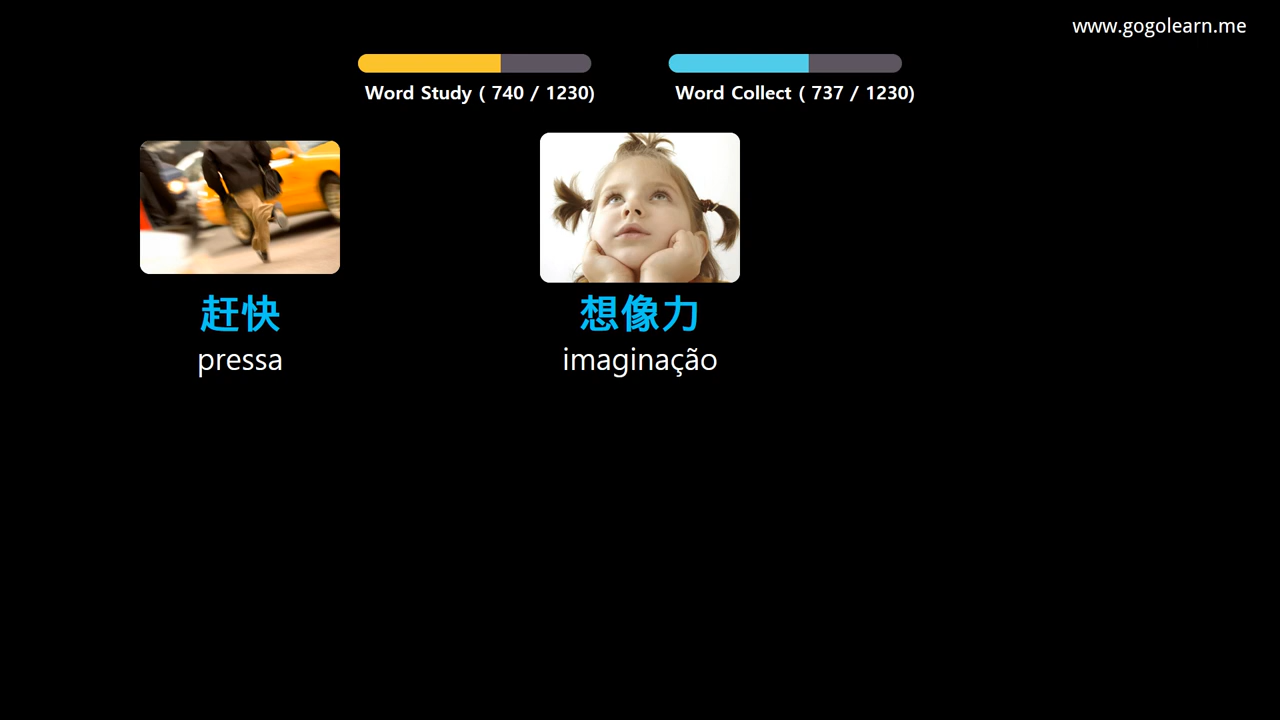 www.gogolearn.me
Word Study ( 740 / 1230)
Word Collect ( 737 / 1230)
赶快
pressa
想像力
imaginação